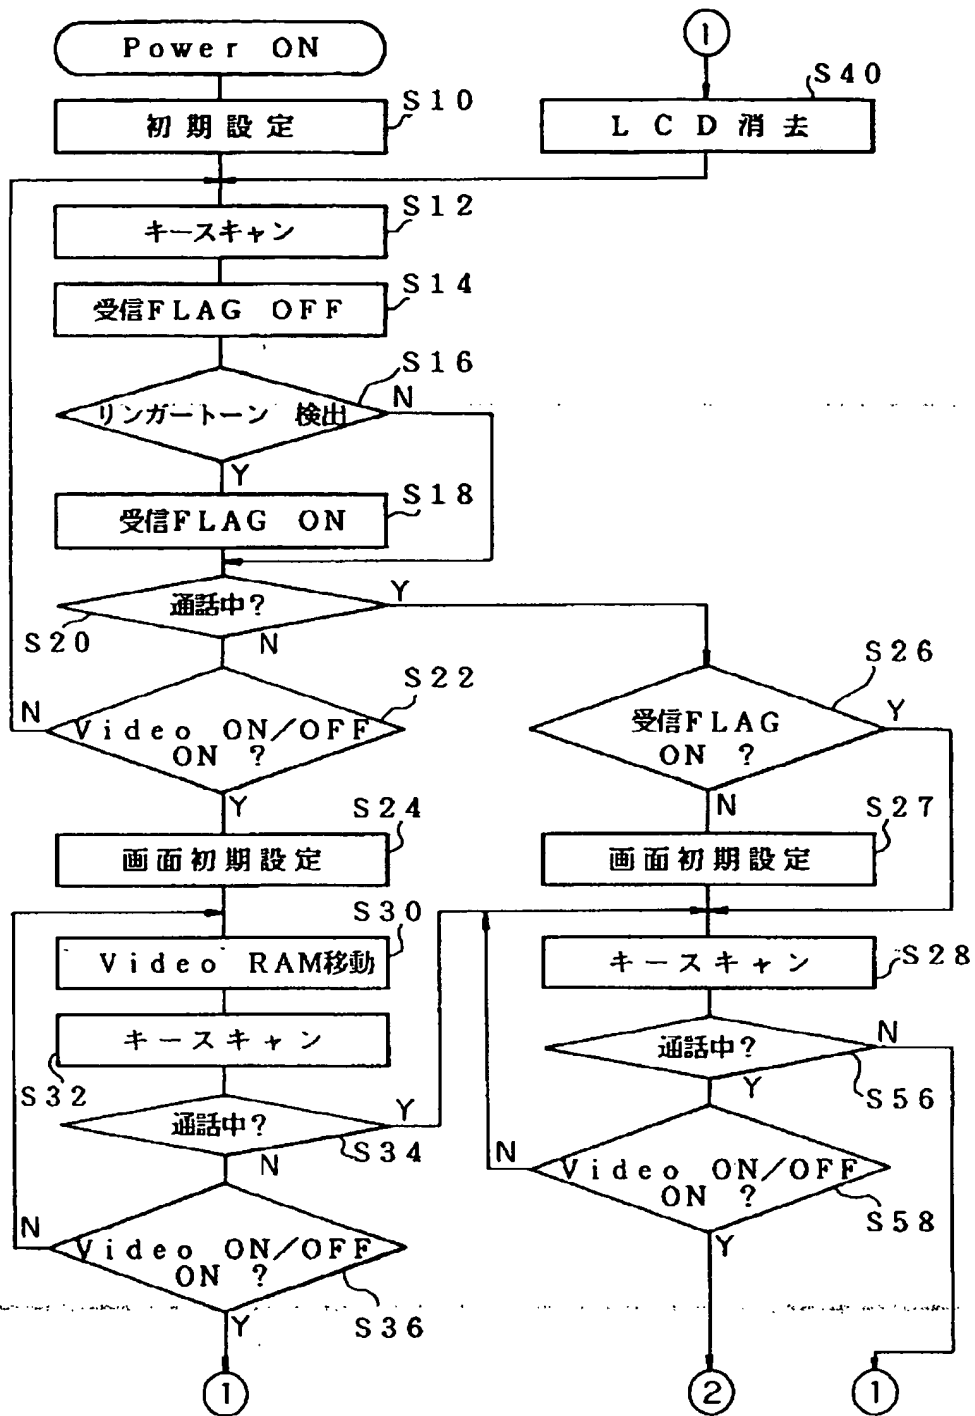 Power ON
S10
初期設定
S12
キースキャン
S14
受信FLAG OFF
S16
リンガートーン 検出
N
Y
S18
受信FLAG ON
通話中?
Y
S20
N
S22
Video ON/OFF
ON ?
N
Y
S24
画面初期設定
S30
Video RAM移動
キースキャン
S32
通話中?
Y
S34
N
Video ON/OFF
ON ?
N
S36
Y
1
1
S40
LCD消去
S26
受信FLAG
ON ?
Y
N
S27
画面初期設定
キースキャン
S28
通話中?
N
S56
Y
Video ON/OFF
ON ?
N
S58
Y
2
1